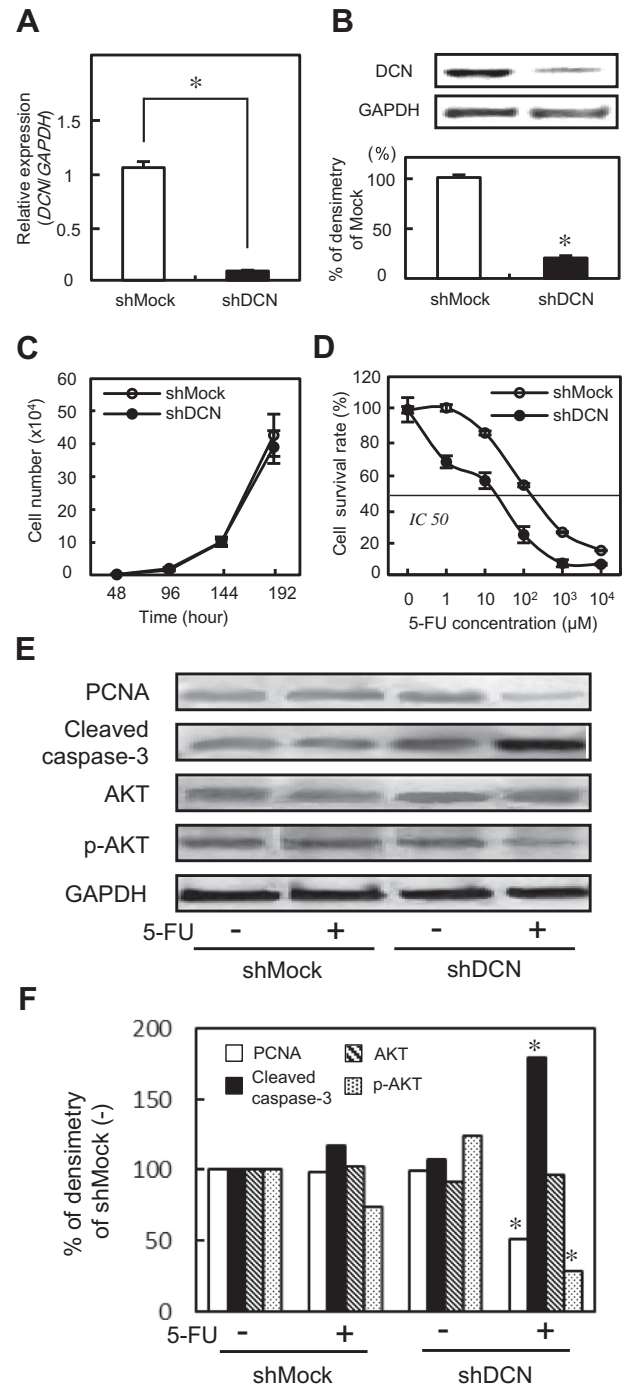 A
Relative expression
(DCN/GAPDH)
1.5
1
0.5
0
*
shMock
shDCN
B
DCN
GAPDH
(%)
% of densimetry
of Mock
100
50
0
*
shMock
shDCN
C
Cell number (x10⁴)
60
50
40
30
20
10
0
shMock
shDCN
48
96
144
192
Time (hour)
D
Cell survival rate (%)
120
100
80
60
40
20
0
shMock
shDCN
IC 50
0
1
10
10²
10³
10⁴
5-FU concentration (µM)
E
PCNA
Cleaved
caspase-3
AKT
p-AKT
GAPDH
5-FU - + - +
shMock
shDCN
F
% of densimetry
of shMock (-)
200
150
100
50
0
PCNA
Cleaved
caspase-3
AKT
p-AKT
*
*
*
5-FU - + - +
shMock
shDCN